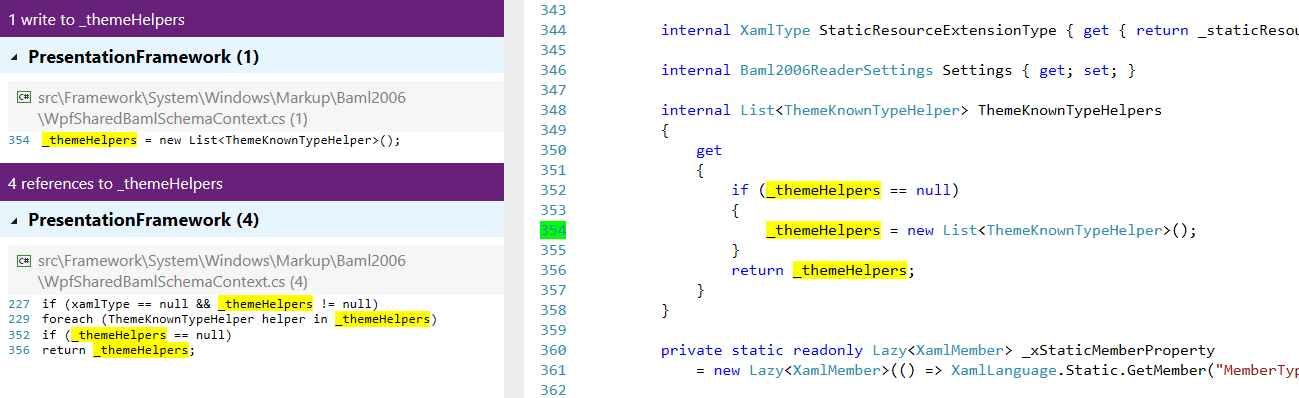 1 write to _themeHelpers
PresentationFramework (1)
C# src\Framework\System\Windows\Markup\Baml2006
\WpfSharedBamlSchemaContext.cs (1)
354 _themeHelpers = new List<ThemeKnownTypeHelper>();
4 references to _themeHelpers
PresentationFramework (4)
C# src\Framework\System\Windows\Markup\Baml2006
\WpfSharedBamlSchemaContext.cs (4)
227 if (xamlType == null && _themeHelpers != null)
229 foreach (ThemeKnownTypeHelper helper in _themeHelpers)
352 if (_themeHelpers == null)
356 return _themeHelpers;
343
344 internal XamlType StaticResourceExtensionType { get { return _staticResou
345
346 internal Baml2006ReaderSettings Settings { get; set; }
347
348 internal List<ThemeKnownTypeHelper> ThemeKnownTypeHelpers
349 {
350 get
351 {
352 if (_themeHelpers == null)
353 {
354 _themeHelpers = new List<ThemeKnownTypeHelper>();
355 }
356 return _themeHelpers;
357 }
358 }
359
360 private static readonly Lazy<XamlMember> _xStaticMemberProperty
361 = new Lazy<XamlMember>(() => XamlLanguage.Static.GetMember("MemberTyp
362